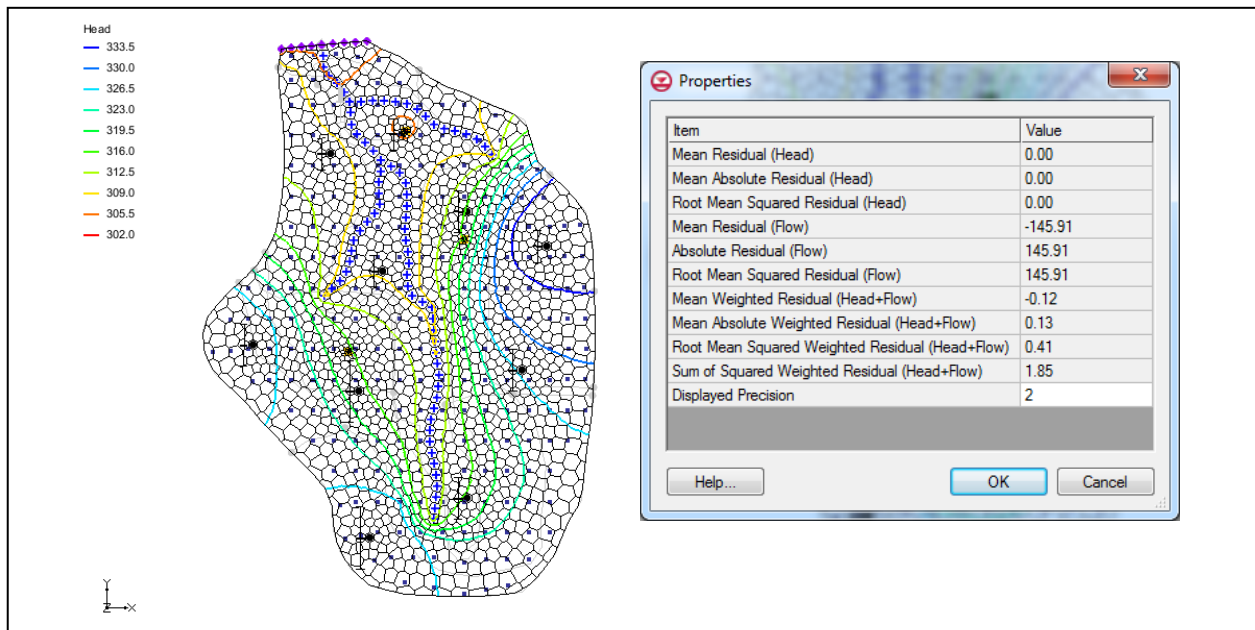 Head
333.5
330.0
326.5
323.0
319.5
316.0
312.5
309.0
305.5
302.0
Properties
Item Value
Mean Residual (Head) 0.00
Mean Absolute Residual (Head) 0.00
Root Mean Squared Residual (Head) 0.00
Mean Residual (Flow) -145.91
Absolute Residual (Flow) 145.91
Root Mean Squared Residual (Flow) 145.91
Mean Weighted Residual (Head+Flow) -0.12
Mean Absolute Weighted Residual (Head+Flow) 0.13
Root Mean Squared Weighted Residual (Head+Flow) 0.41
Sum of Squared Weighted Residual (Head+Flow) 1.85
Displayed Precision 2
Help... OK Cancel
Y
Z X